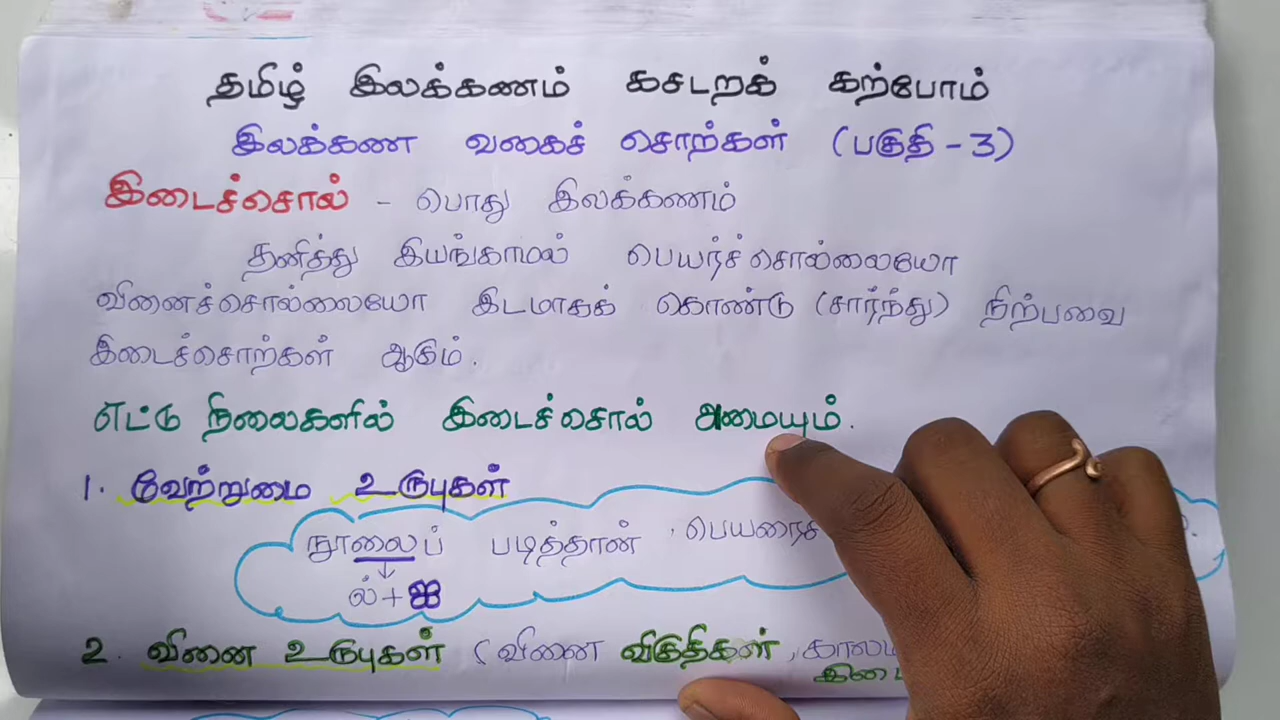 தமிழ் இலக்கணம் கசடறக் கற்போம்
இலக்கண வகைச் சொற்கள் (பகுதி - 3)
இடைச்சொல் - பொது இலக்கணம்
தனித்து இயங்காமல் பெயர்ச்சொல்லையோ
வினைச்சொல்லையோ இடமாகக் கொண்டு (சார்ந்து) நிற்பவை
இடைச்சொற்கள் ஆகும்.
எட்டு நிலைகளில் இடைச்சொல் அமையும்.
1. வேற்றுமை உருபுகள்
நூலைப் படித்தான்,
ல் + ஐ
2. வினை உருபுகள் (வினை விகுதிகள்,